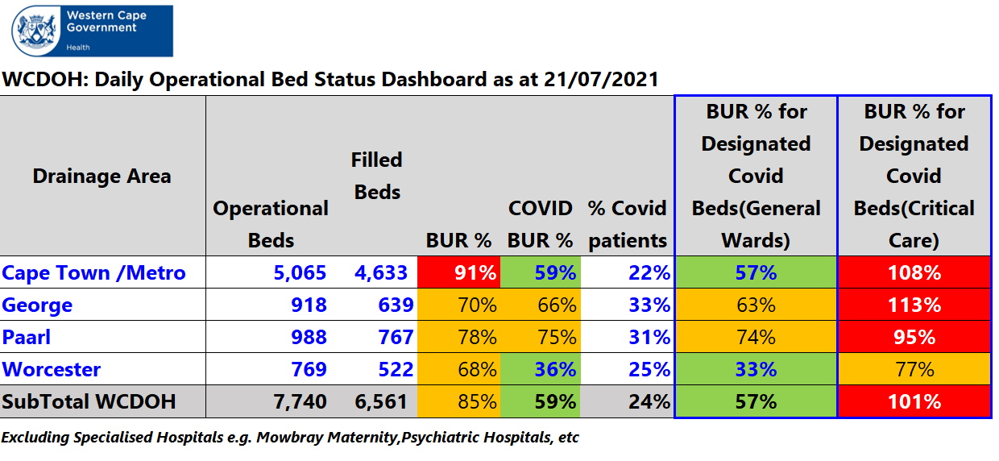 Western Cape
Government
Health
WCDOH: Daily Operational Bed Status Dashboard as at 21/07/2021
Drainage Area
Operational
Beds
Filled
Beds
BUR %
COVID
BUR %
% Covid
patients
BUR % for
Designated
Covid
Beds(General
Wards)
BUR % for
Designated
Covid
Beds(Critical
Care)
Cape Town /Metro 5,065 4,633 91% 59% 22% 57% 108%
George 918 639 70% 66% 33% 63% 113%
Paarl 988 767 78% 75% 31% 74% 95%
Worcester 769 522 68% 36% 25% 33% 77%
SubTotal WCDOH 7,740 6,561 85% 59% 24% 57% 101%
Excluding Specialised Hospitals e.g. Mowbray Maternity,Psychiatric Hospitals, etc